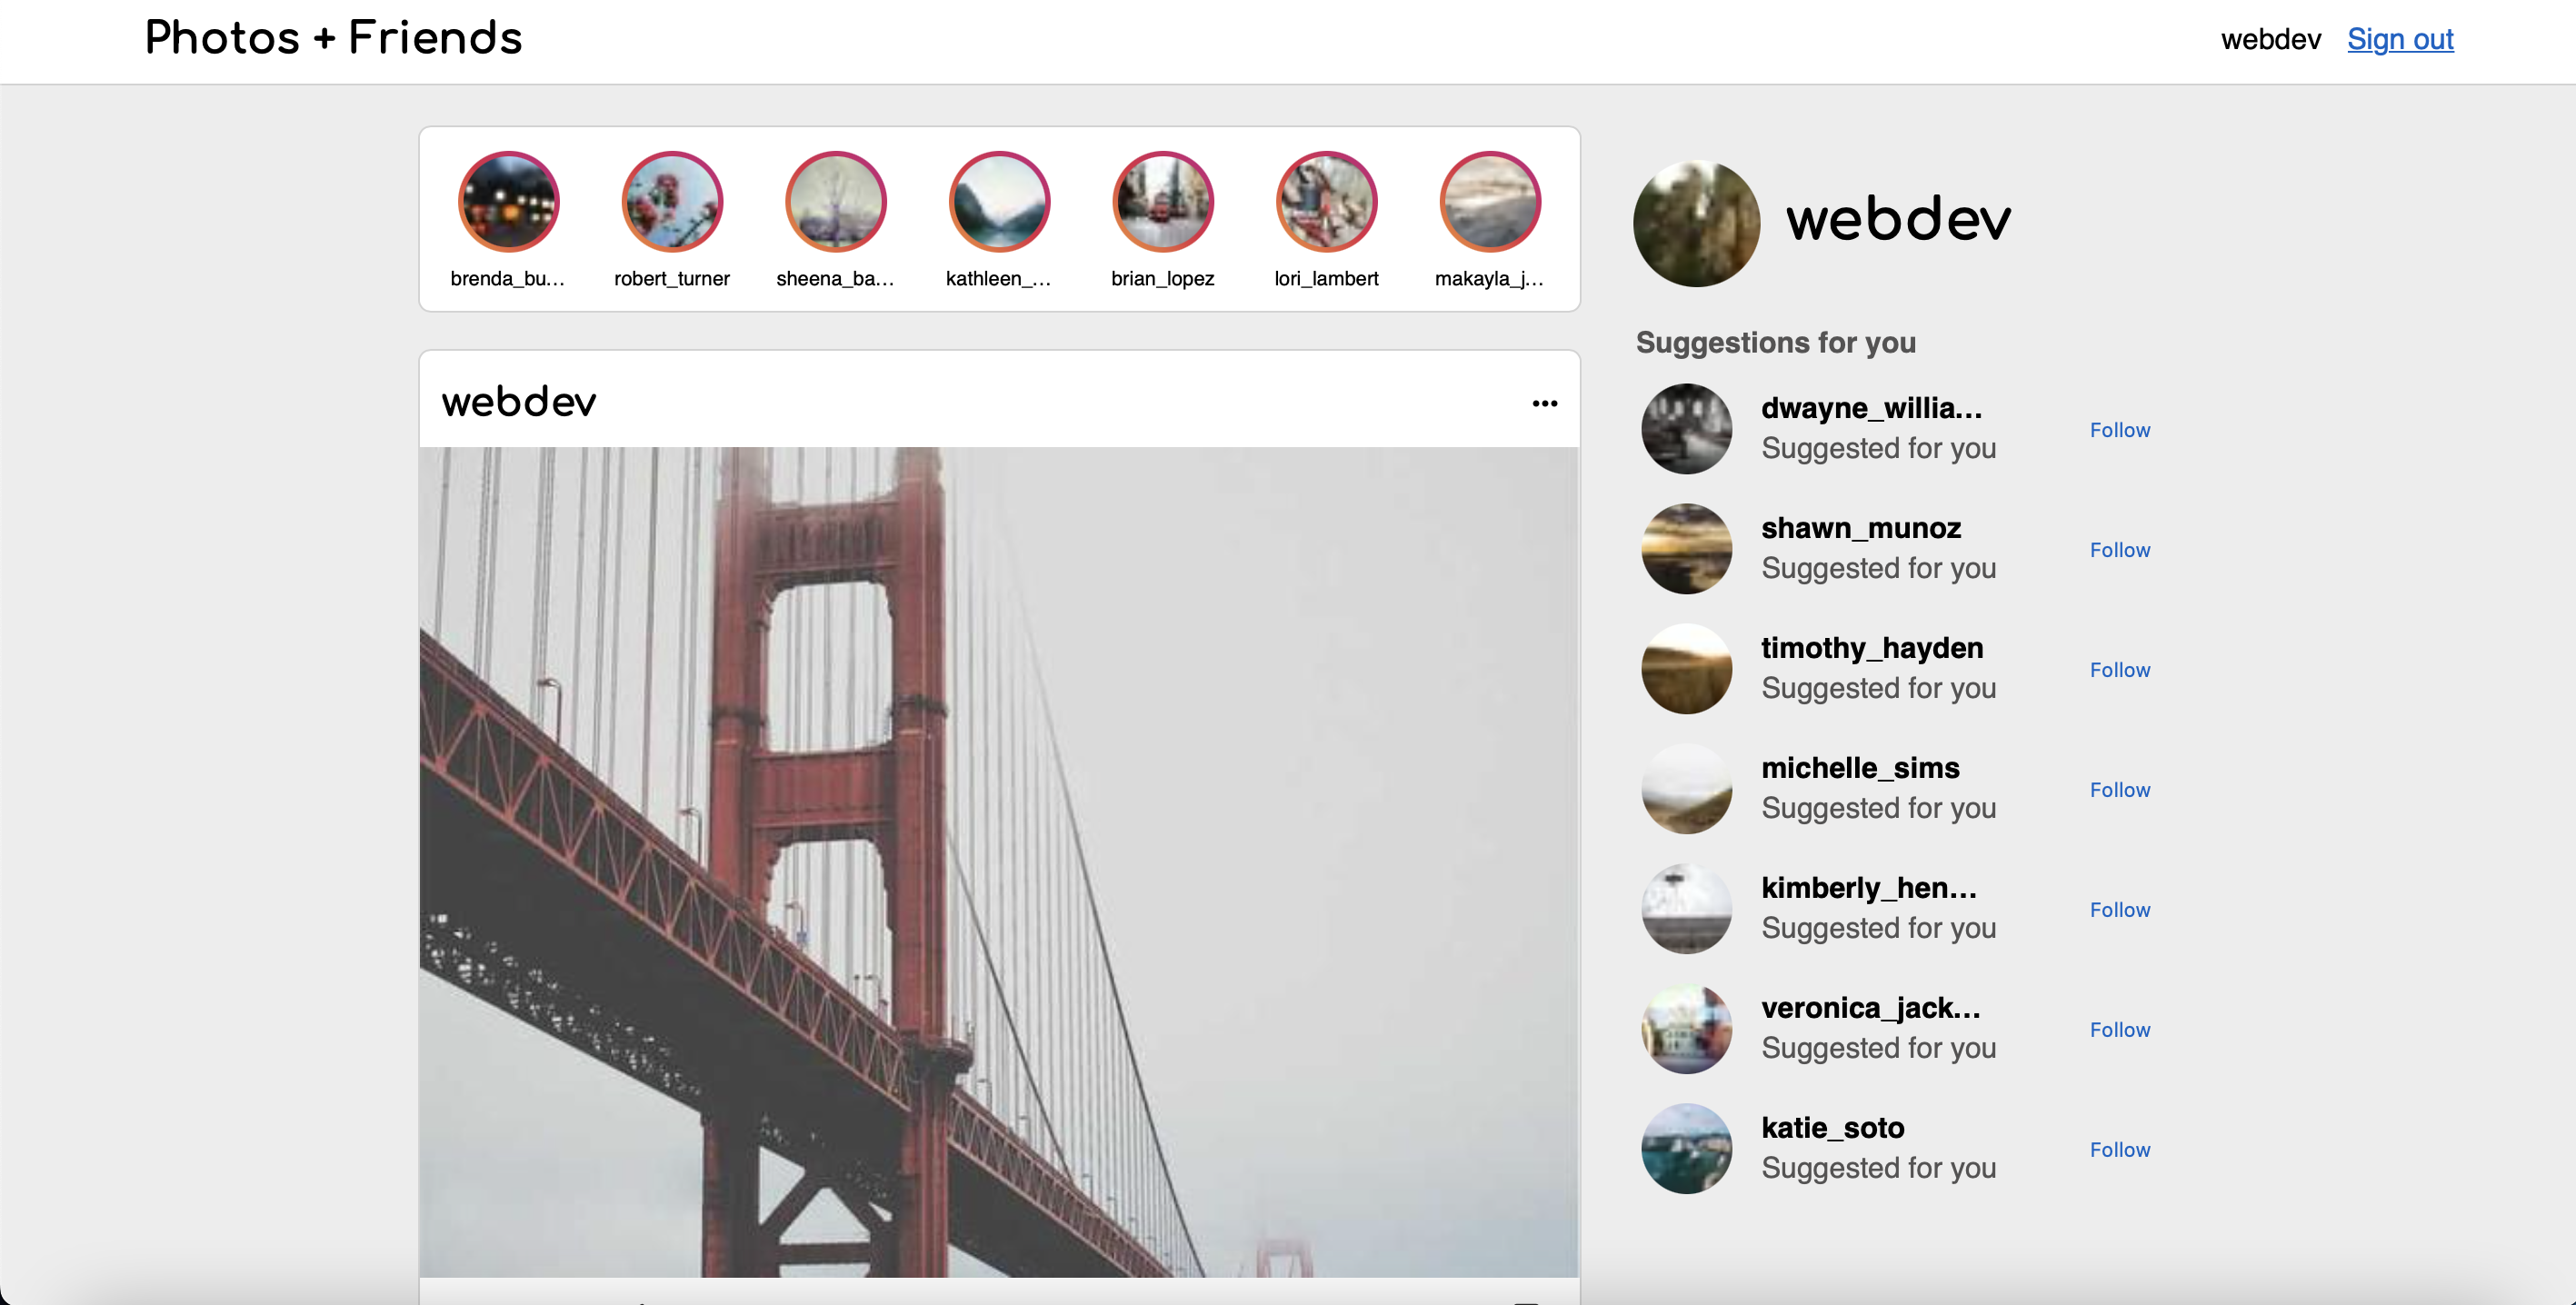 Photos + Friends
webdev Sign out
brenda_bu... robert_turner sheena_ba... kathleen_... brian_lopez lori_lambert makayla_j...
webdev
Suggestions for you
webdev
dwayne_willia...
Suggested for you
Follow
shawn_munoz
Suggested for you
Follow
timothy_hayden
Suggested for you
Follow
michelle_sims
Suggested for you
Follow
kimberly_hen...
Suggested for you
Follow
veronica_jack...
Suggested for you
Follow
katie_soto
Suggested for you
Follow